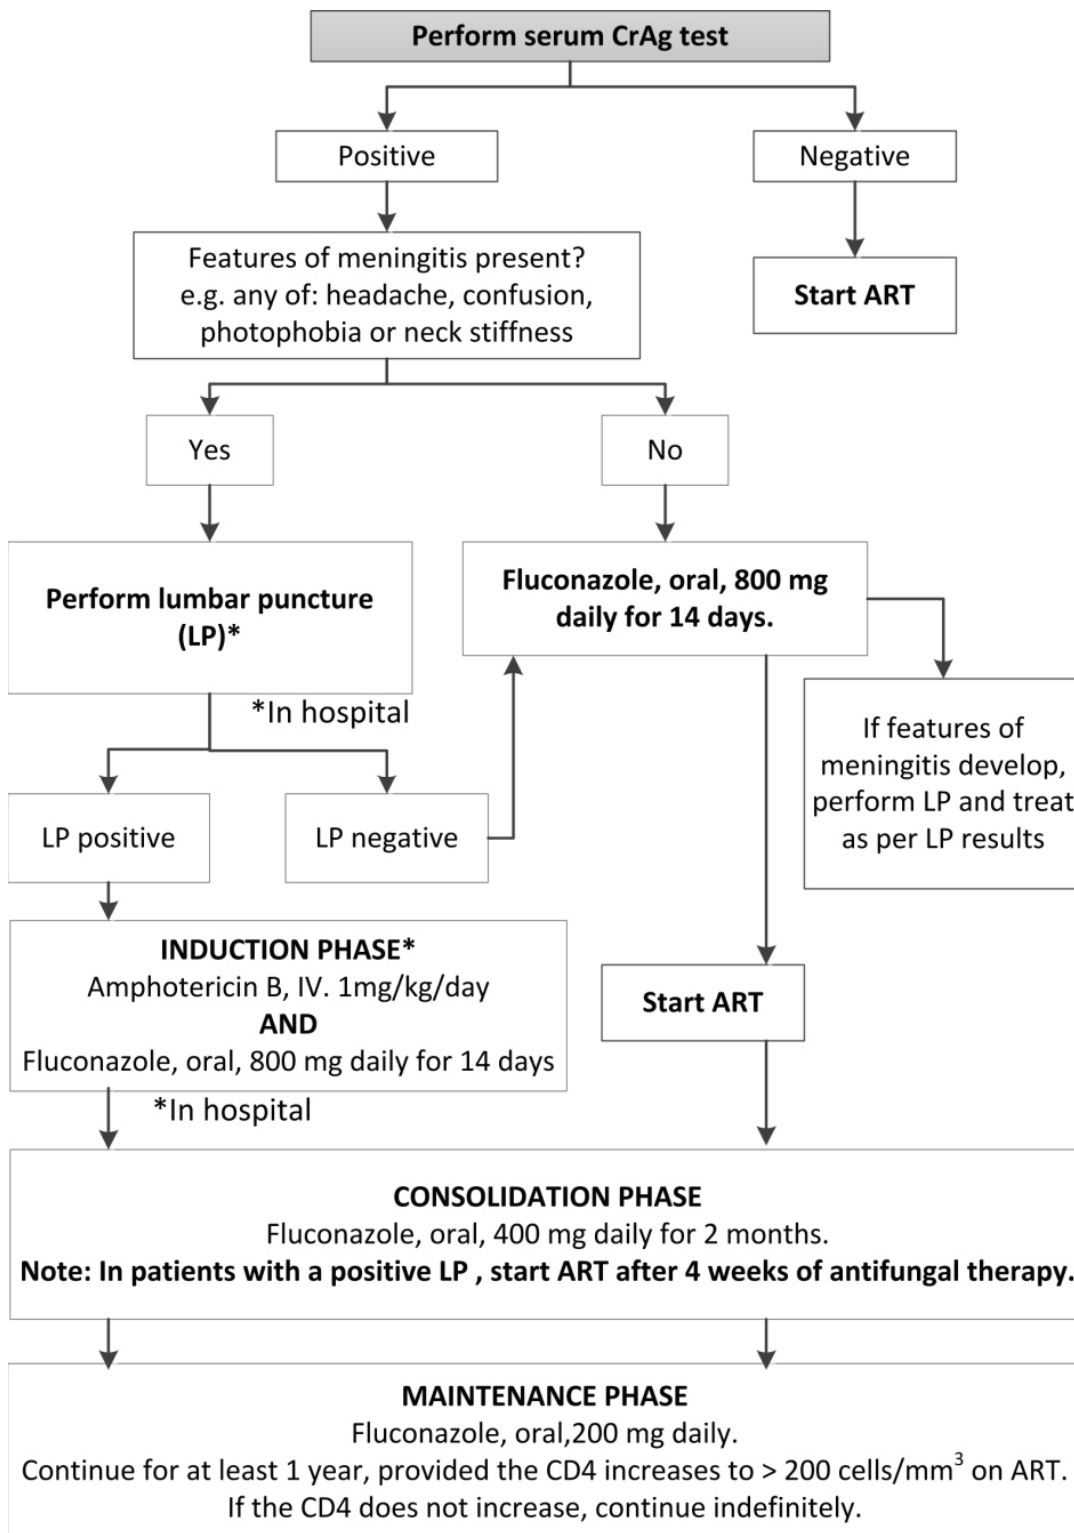 Perform serum CrAg test
Positive
Negative
Features of meningitis present?
e.g. any of: headache, confusion,
photophobia or neck stiffness
Start ART
Yes
No
Perform lumbar puncture
(LP)*
Fluconazole, oral, 800 mg
daily for 14 days.
*In hospital
If features of
meningitis develop,
perform LP and treat
as per LP results
LP positive
LP negative
INDUCTION PHASE*
Amphotericin B, IV. 1mg/kg/day
AND
Fluconazole, oral, 800 mg daily for 14 days
*In hospital
Start ART
CONSOLIDATION PHASE
Fluconazole, oral, 400 mg daily for 2 months.
Note: In patients with a positive LP , start ART after 4 weeks of antifungal therapy.
MAINTENANCE PHASE
Fluconazole, oral,200 mg daily.
Continue for at least 1 year, provided the CD4 increases to > 200 cells/mm³ on ART.
If the CD4 does not increase, continue indefinitely.